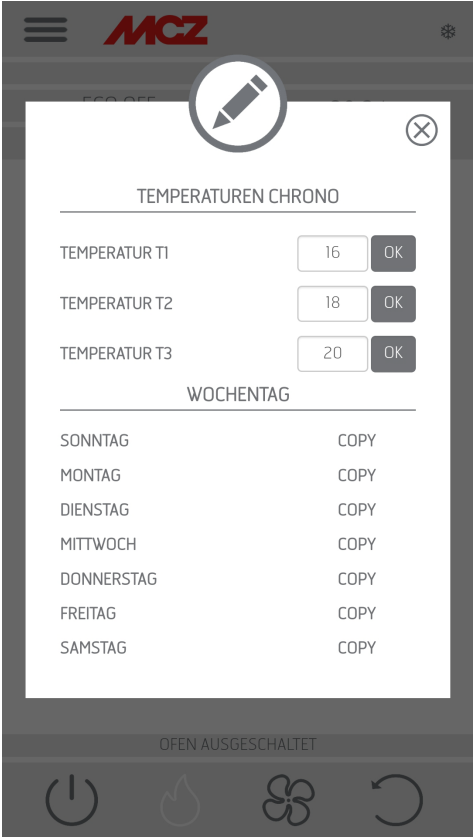 MCZ
TEMPERATUREN CHRONO
TEMPERATUR T1 16 OK
TEMPERATUR T2 18 OK
TEMPERATUR T3 20 OK
WOCHENTAG
SONNTAG COPY
MONTAG COPY
DIENSTAG COPY
MITTWOCH COPY
DONNERSTAG COPY
FREITAG COPY
SAMSTAG COPY
OFEN AUSGESCHALTET